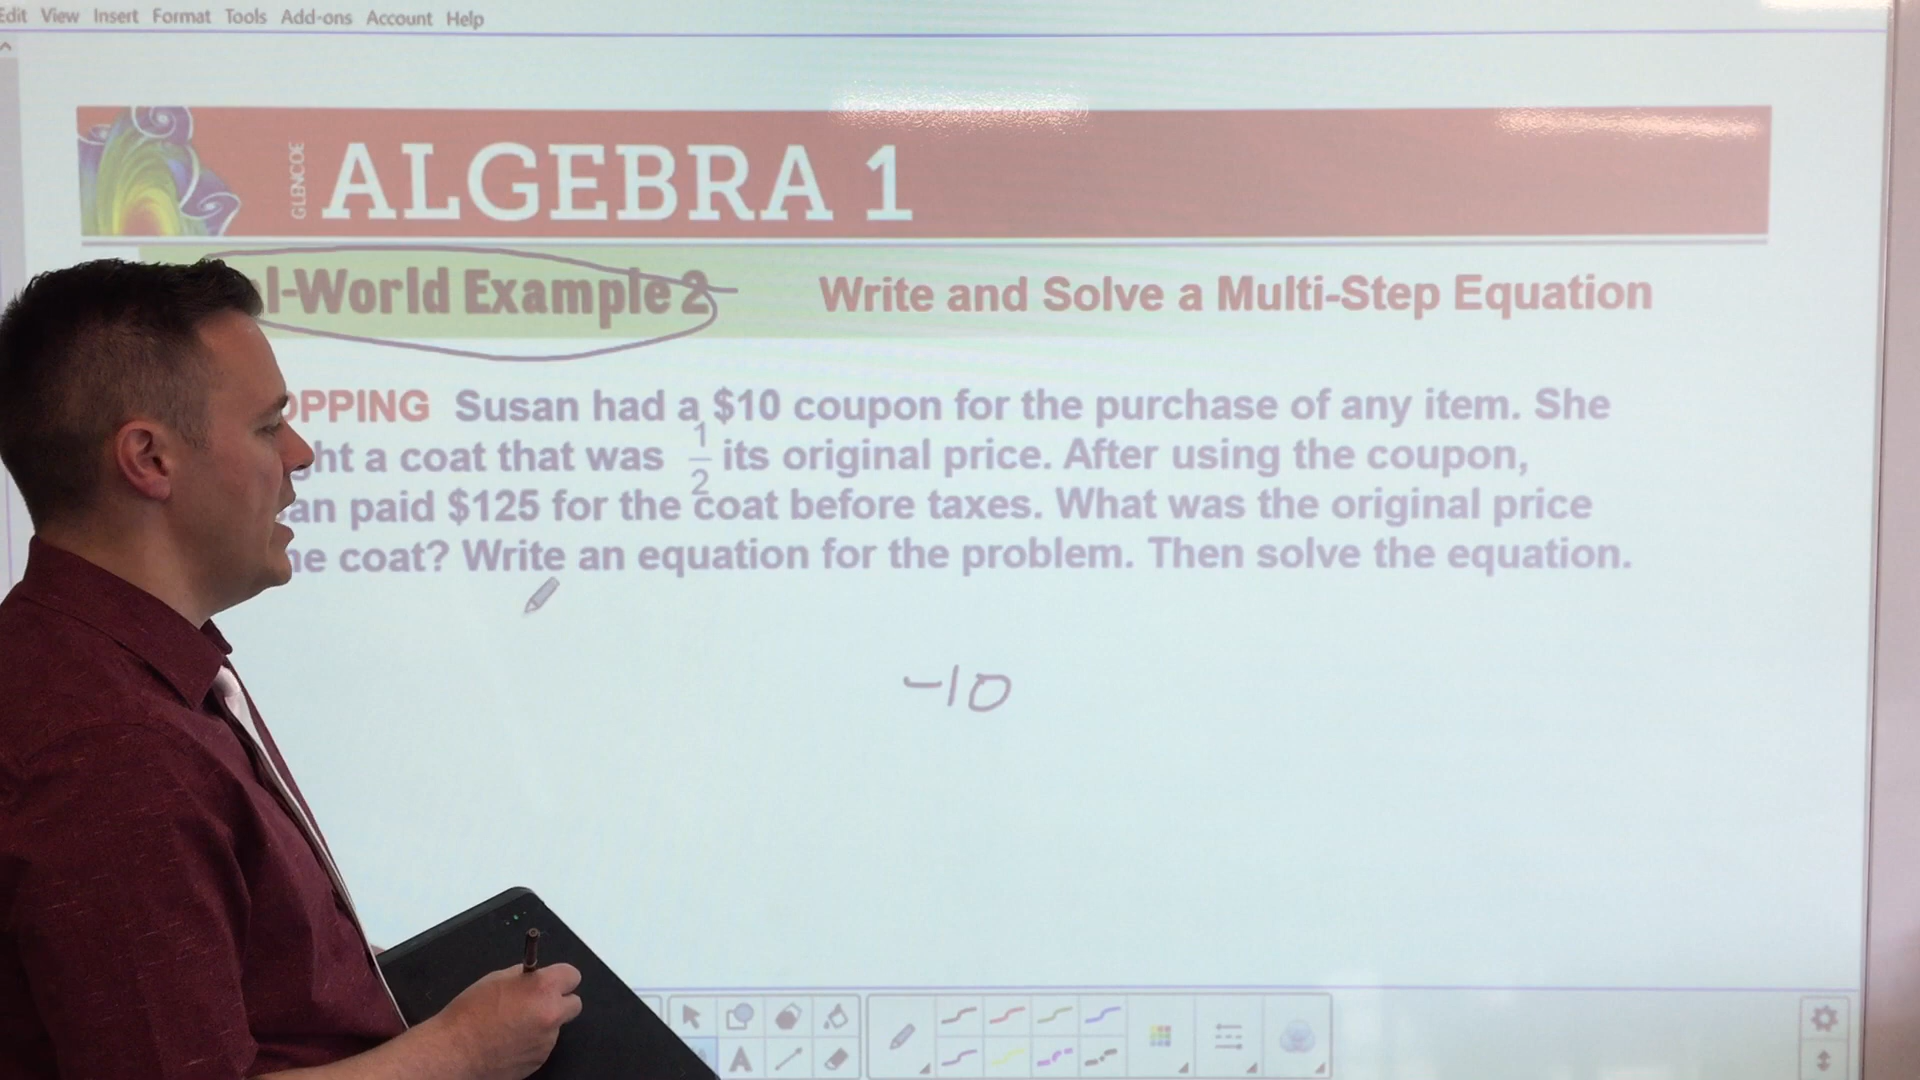 Edit View Insert Format Tools Add-ons Account Help
GLENCOE ALGEBRA 1
l-World Example 2 Write and Solve a Multi-Step Equation
OPPING Susan had a $10 coupon for the purchase of any item. She
ght a coat that was 1/2 its original price. After using the coupon,
an paid $125 for the coat before taxes. What was the original price
he coat? Write an equation for the problem. Then solve the equation.
-10
A